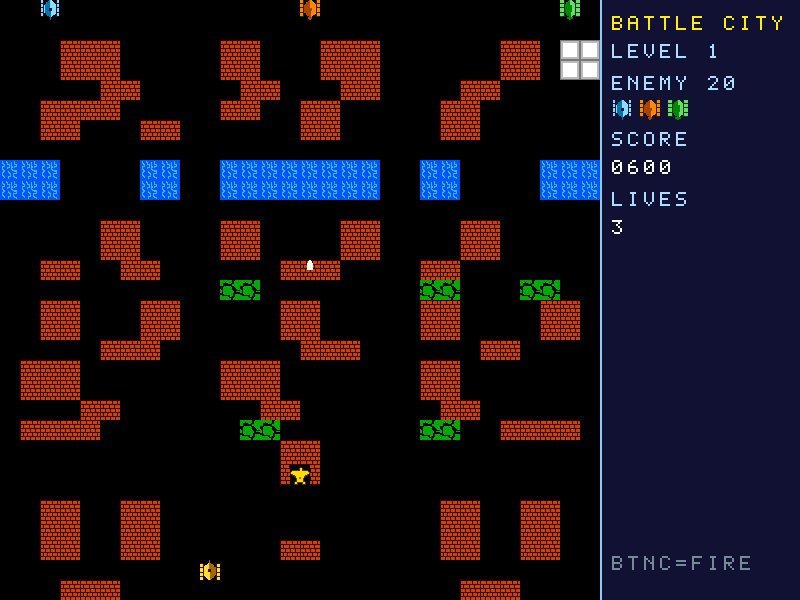 BATTLE CITY
LEVEL 1
ENEMY 20
SCORE
0600
LIVES
3
BTNC=FIRE